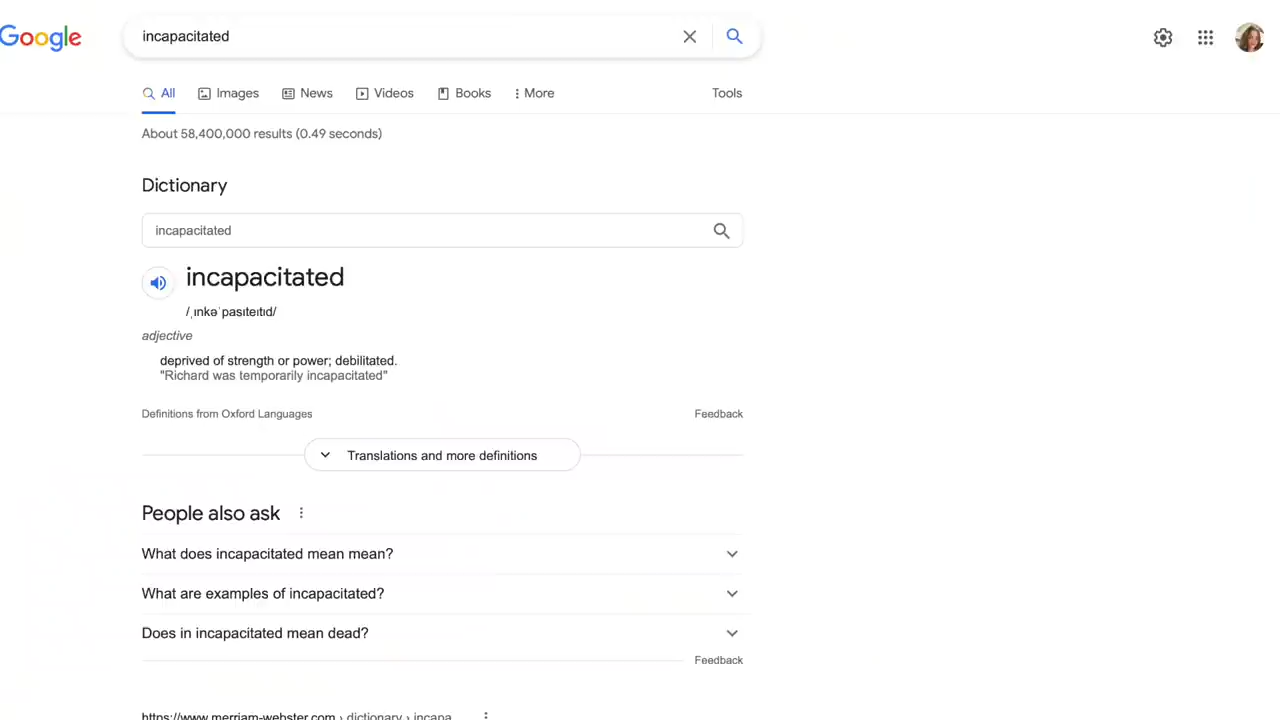 Google
incapacitated
All Images News Videos Books More Tools
About 58,400,000 results (0.49 seconds)
Dictionary
incapacitated
incapacitated
/ˌɪnkəˈpasɪteɪtɪd/
adjective
deprived of strength or power; debilitated.
"Richard was temporarily incapacitated"
Definitions from Oxford Languages Feedback
Translations and more definitions
People also ask
What does incapacitated mean mean?
What are examples of incapacitated?
Does in incapacitated mean dead?
Feedback
https://www.merriam-webster.com › dictionary › incapa...